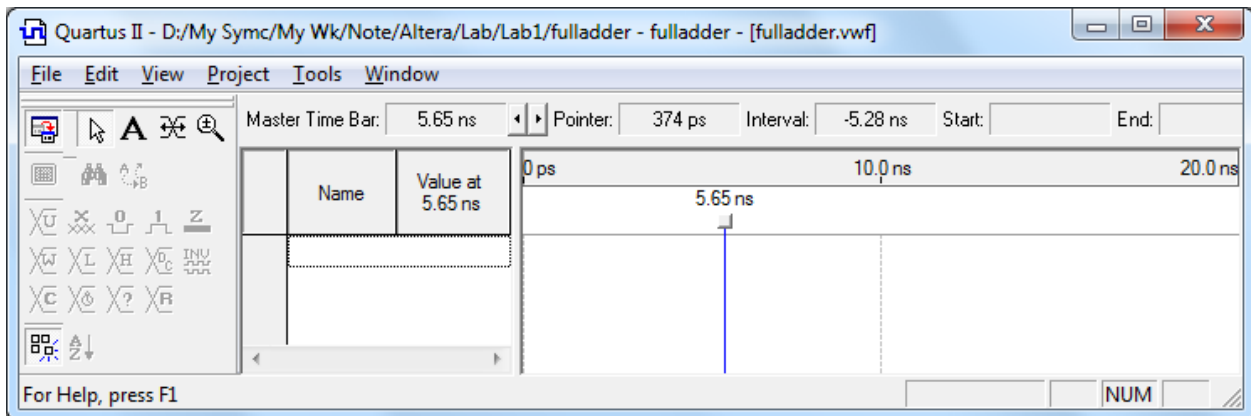 Quartus II - D:/My Symc/My Wk/Note/Altera/Lab/Lab1/fulladder - fulladder - [fulladder.vwf]
File Edit View Project Tools Window
Master Time Bar: 5.65 ns Pointer: 374 ps Interval: -5.28 ns Start: End:
Name
Value at
5.65 ns
0 ps 10.0 ns 20.0 ns
5.65 ns
For Help, press F1
NUM